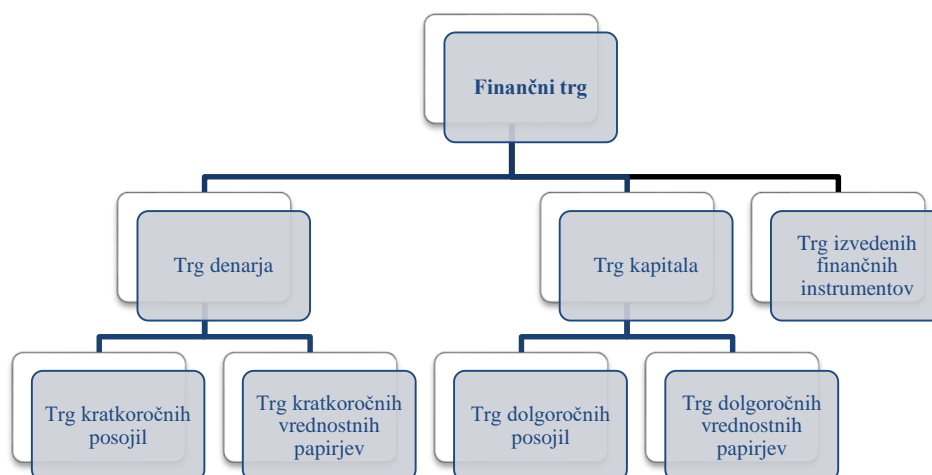 Finančni trg
Trg denarja
Trg kapitala
Trg izvedenih
finančnih
instrumentov
Trg kratkoročnih
posojil
Trg kratkoročnih
vrednostnih
papirjev
Trg dolgoročnih
posojil
Trg dolgoročnih
vrednostnih
papirjev